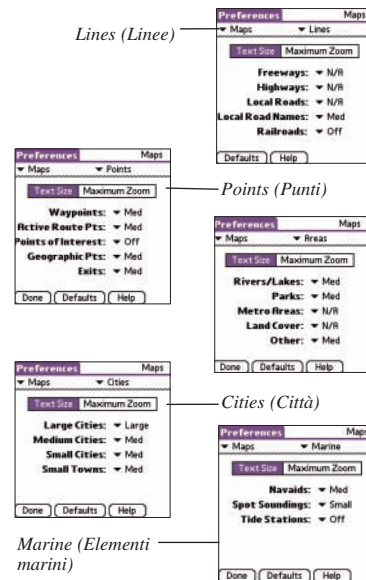 Lines (Linee)
Preferences Maps
Maps Lines
Text Size Maximum Zoom
Freeways: N/A
Highways: N/A
Local Roads: N/A
Local Road Names: Med
Railroads: Off
Defaults Help
Preferences Maps
Maps Points
Text Size Maximum Zoom
Waypoints: Med
Active Route Pts: Med
Points of Interest: Off
Geographic Pts: Med
Exits: Med
Done Defaults Help
Points (Punti)
Preferences Maps
Maps Areas
Text Size Maximum Zoom
Rivers/Lakes: Med
Parks: Med
Metro Areas: N/A
Land Cover: N/A
Other: Med
Done Defaults Help
Preferences Maps
Maps Cities
Text Size Maximum Zoom
Large Cities: Large
Medium Cities: Med
Small Cities: Med
Small Towns: Med
Done Defaults Help
Cities (Città)
Preferences Maps
Maps Marine
Text Size Maximum Zoom
Navaids: Med
Spot Soundings: Small
Tide Stations: Off
Done Defaults Help
Marine (Elementi
marini)